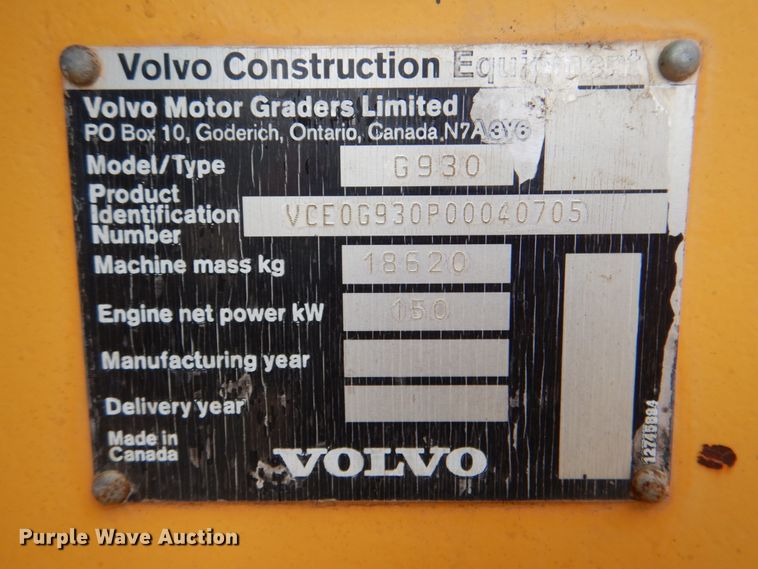 Volvo Construction Equipment
Volvo Motor Graders Limited
PO Box 10, Goderich, Ontario, Canada N7A 3Y6
Model/Type G930
Product Identification Number VCE0G930P00040705
Machine mass kg 18620
Engine net power kW 150
Manufacturing year
Delivery year
Made in Canada
VOLVO
12745894
Purple Wave Auction